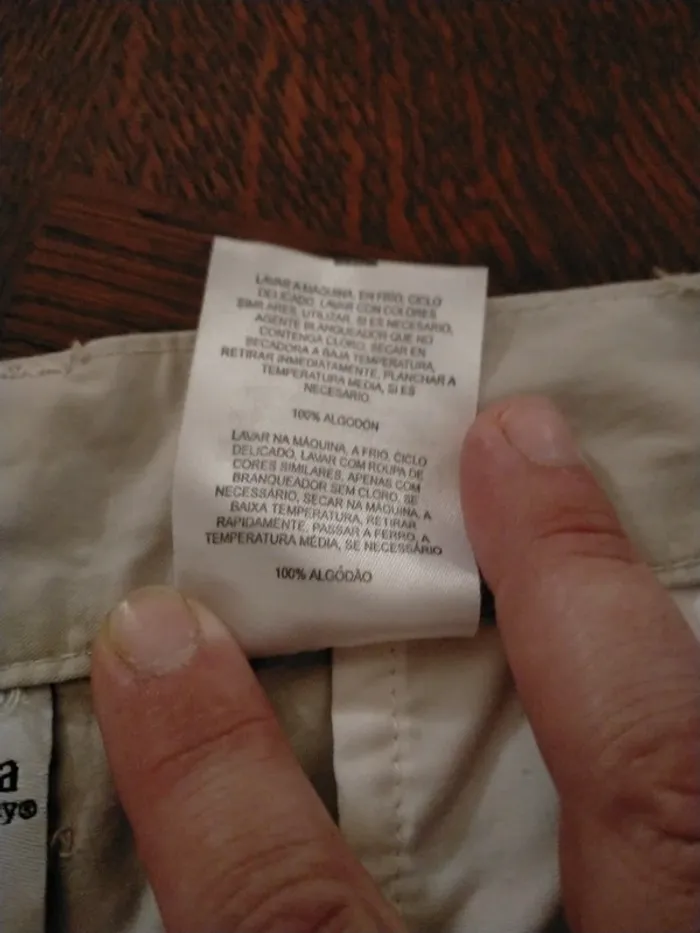 LAVAR A MÁQUINA, EN FRIO, CICLO
DELICADO, LAVAR CON COLORES
SIMILARES, UTILIZAR, SI ES NECESARIO,
AGENTE BLANQUEADOR QUE NO
CONTENGA CLORO, SECAR EN
SECADORA A BAJA TEMPERATURA,
RETIRAR INMEDIATAMENTE, PLANCHAR A
TEMPERATURA MEDIA, SI ES
NECESARIO
100% ALGODÓN
LAVAR NA MÁQUINA, A FRIO, CICLO
DELICADO, LAVAR COM ROUPA DE
CORES SIMILARES, APENAS COM
BRANQUEADOR SEM CLORO, SE
NECESSÁRIO, SECAR NA MÁQUINA, A
BAIXA TEMPERATURA, RETIRAR
RAPIDAMENTE, PASSAR A FERRO, A
TEMPERATURA MÉDIA, SE NECESSÁRIO
100% ALGÓDÀO
a
y®